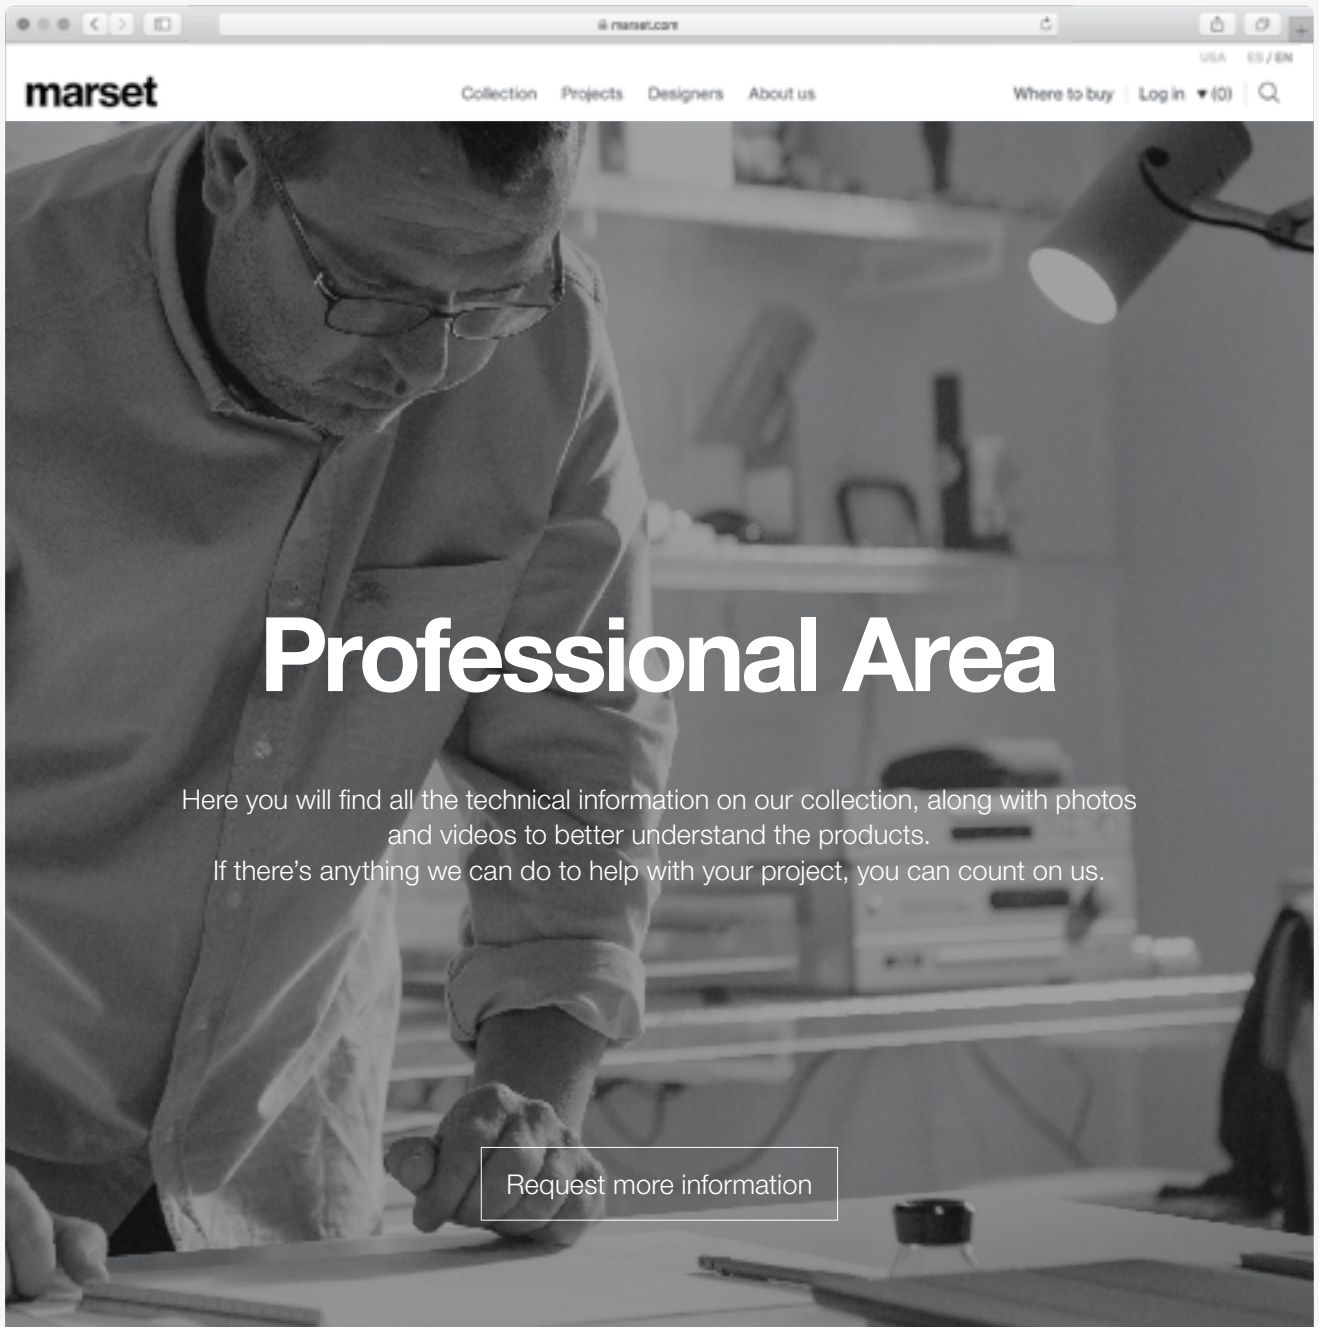 marset.com
USA ES / EN
marset Collection Projects Designers About us Where to buy Log in ♥ (0)
Professional Area
Here you will find all the technical information on our collection, along with photos
and videos to better understand the products.
If there’s anything we can do to help with your project, you can count on us.
Request more information